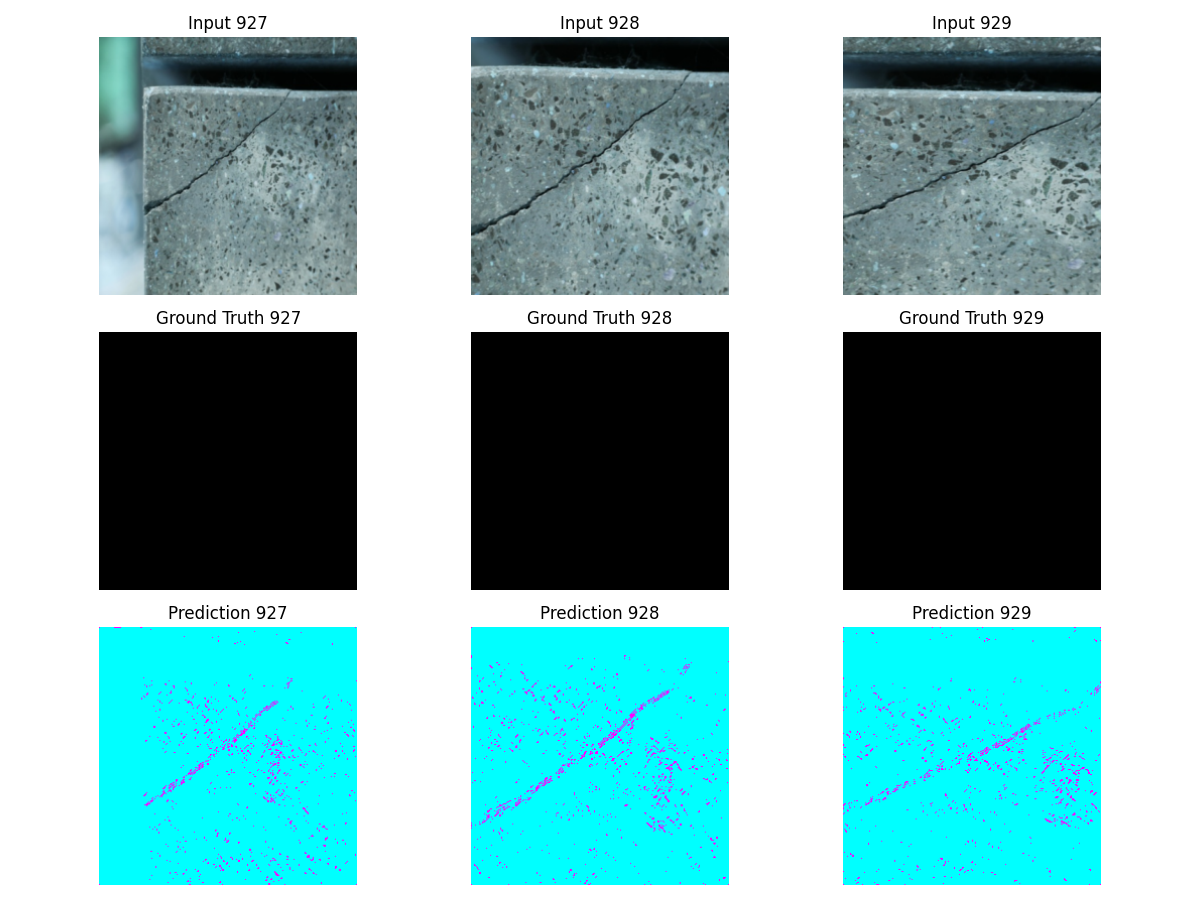 Input 927
Input 928
Input 929
Ground Truth 927
Ground Truth 928
Ground Truth 929
Prediction 927
Prediction 928
Prediction 929